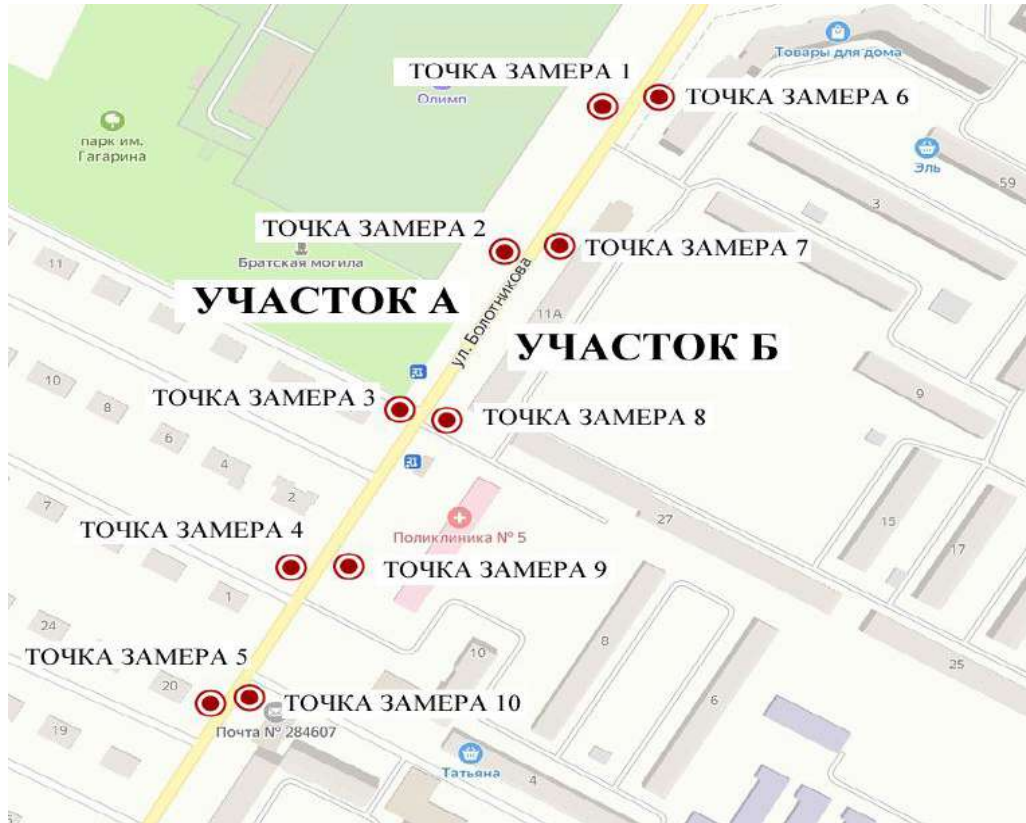 Товары для дома
ТОЧКА ЗАМЕРА 1
Олимп
ТОЧКА ЗАМЕРА 6
парк им.
Гагарина
Эль
59
3
ТОЧКА ЗАМЕРА 2
ТОЧКА ЗАМЕРА 7
Братская могила
11
УЧАСТОК А
ул. Болотникова
11А
УЧАСТОК Б
10
8
9
ТОЧКА ЗАМЕРА 3
ТОЧКА ЗАМЕРА 8
6
4
2
7
27
15
17
ТОЧКА ЗАМЕРА 4
Поликлиника № 5
ТОЧКА ЗАМЕРА 9
1
24
8
10
ТОЧКА ЗАМЕРА 5
25
20
6
ТОЧКА ЗАМЕРА 10
19
Почта № 284607
Татьяна
4